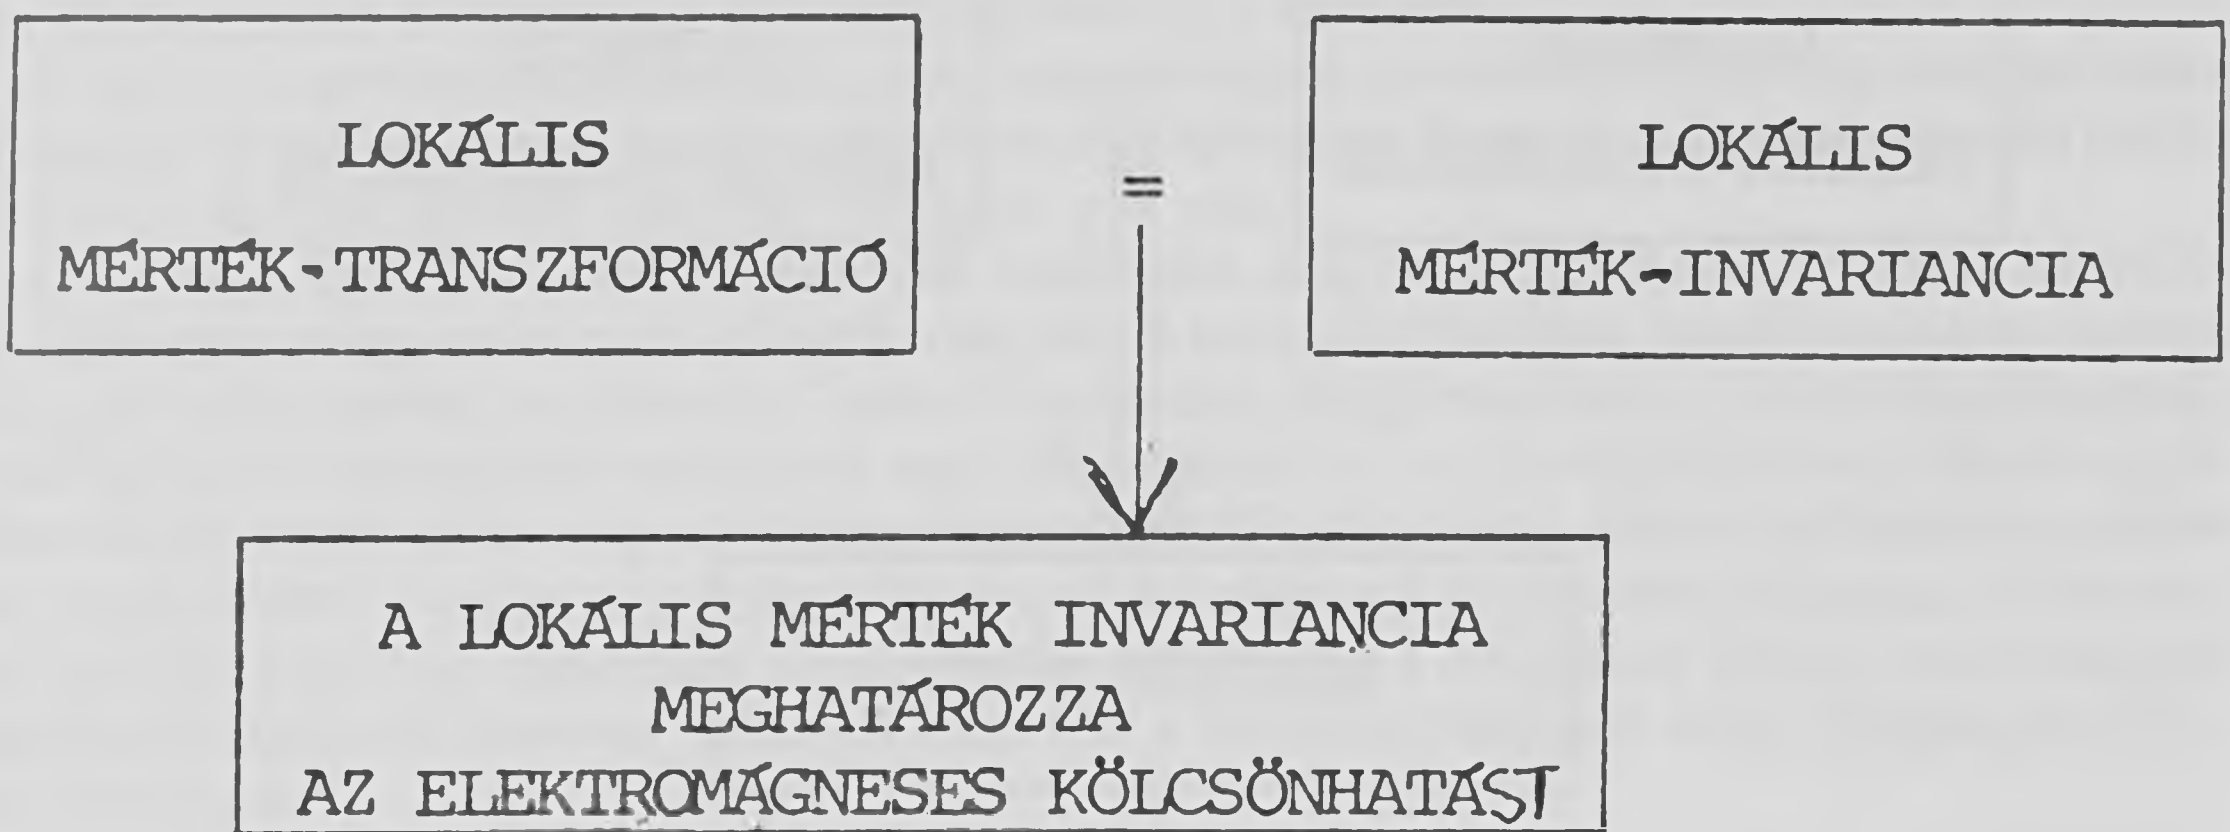 LOKÁLIS
MÉRTÉK-TRANSZFORMÁCIÓ
=
LOKÁLIS
MÉRTÉK-INVARIANCIA
A LOKÁLIS MÉRTÉK INVARIANCIA
MEGHATÁROZZA
AZ ELEKTROMÁGNESES KÖLCSÖNHATÁST